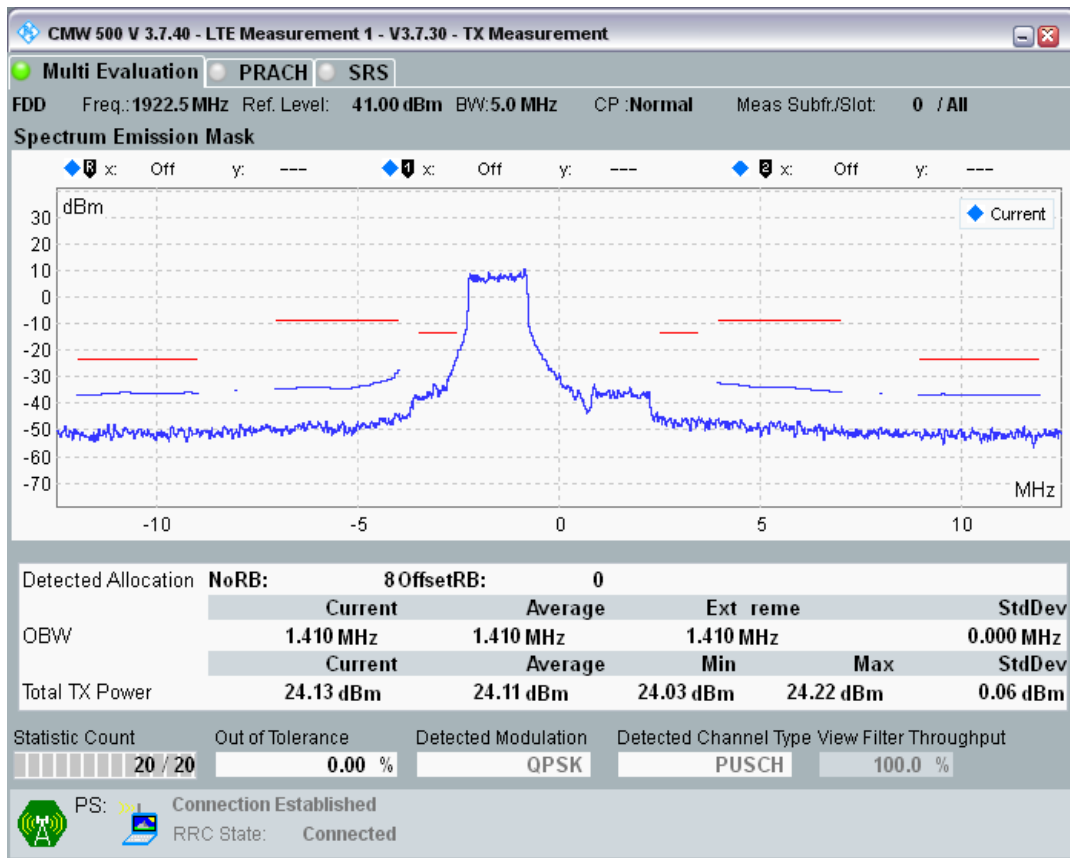 CMW 500 V 3.7.40 - LTE Measurement 1 - V3.7.30 - TX Measurement
Multi Evaluation PRACH SRS
FDD Freq.: 1922.5 MHz Ref. Level: 41.00 dBm BW: 5.0 MHz CP : Normal Meas Subfr./Slot: 0 / All
Spectrum Emission Mask
R x: Off y: --- 1 x: Off y: --- 2 x: Off y: ---
dBm
Current
30
20
10
0
-10
-20
-30
-40
-50
-60
-70
MHz
-10 -5 0 5 10
Detected Allocation NoRB: 8 OffsetRB: 0
Current Average Ext reme StdDev
OBW 1.410 MHz 1.410 MHz 1.410 MHz 0.000 MHz
Current Average Min Max StdDev
Total TX Power 24.13 dBm 24.11 dBm 24.03 dBm 24.22 dBm 0.06 dBm
Statistic Count Out of Tolerance Detected Modulation Detected Channel Type View Filter Throughput
20 / 20 0.00 % QPSK PUSCH 100.0 %
PS: Connection Established
RRC State: Connected